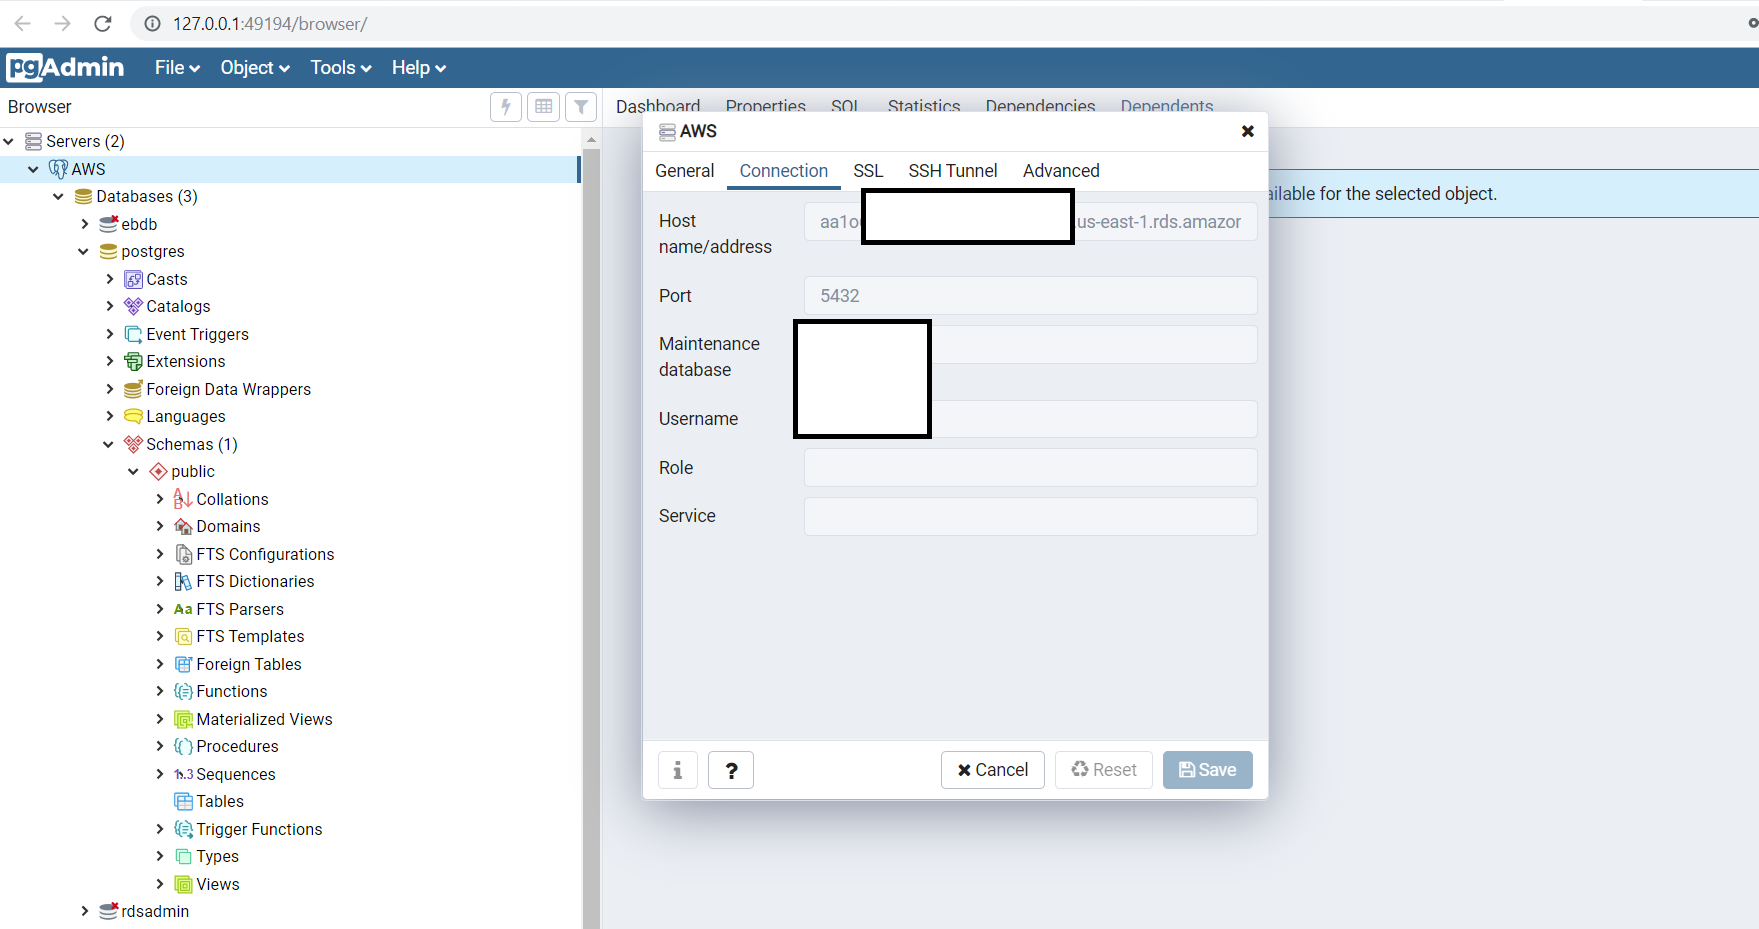 127.0.0.1:49194/browser/
pgAdmin File Object Tools Help
Browser
Dashboard Properties SQL Statistics Dependencies Dependents
Servers (2)
AWS
Databases (3)
ebdb
postgres
Casts
Catalogs
Event Triggers
Extensions
Foreign Data Wrappers
Languages
Schemas (1)
public
Collations
Domains
FTS Configurations
FTS Dictionaries
Aa FTS Parsers
FTS Templates
Foreign Tables
Functions
Materialized Views
Procedures
1..3 Sequences
Tables
Trigger Functions
Types
Views
rdsadmin
AWS
General Connection SSL SSH Tunnel Advanced
Host name/address
aa1o .us-east-1.rds.amazon
Port
5432
Maintenance database
Username
Role
Service
i ? Cancel Reset Save
ailable for the selected object.